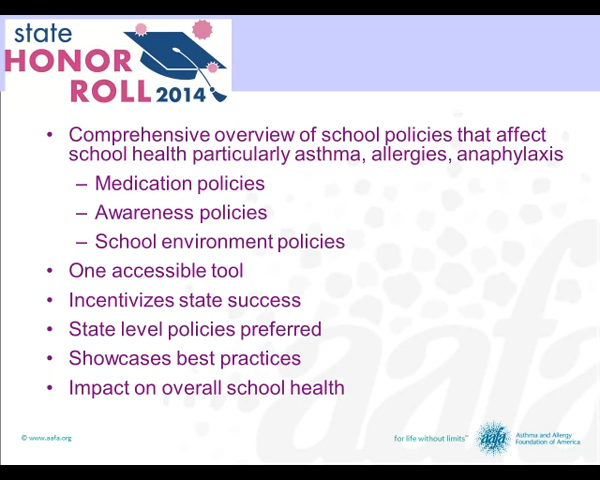 state
HONOR
ROLL 2014
• Comprehensive overview of school policies that affect
school health particularly asthma, allergies, anaphylaxis
– Medication policies
– Awareness policies
– School environment policies
• One accessible tool
• Incentivizes state success
• State level policies preferred
• Showcases best practices
• Impact on overall school health
© www.aafa.org
for life without limits™
aafa
Asthma and Allergy
Foundation of America
aafa